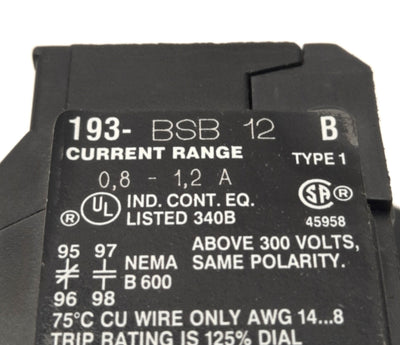 193- BSB 12 B
CURRENT RANGE TYPE 1
0,8 - 1,2 A
® UL IND. CONT. EQ. SA ®
LISTED 340B 45958
95 97 ABOVE 300 VOLTS,
NEMA SAME POLARITY.
96 98 B 600
75°C CU WIRE ONLY AWG 14...8
TRIP RATING IS 125% DIAL